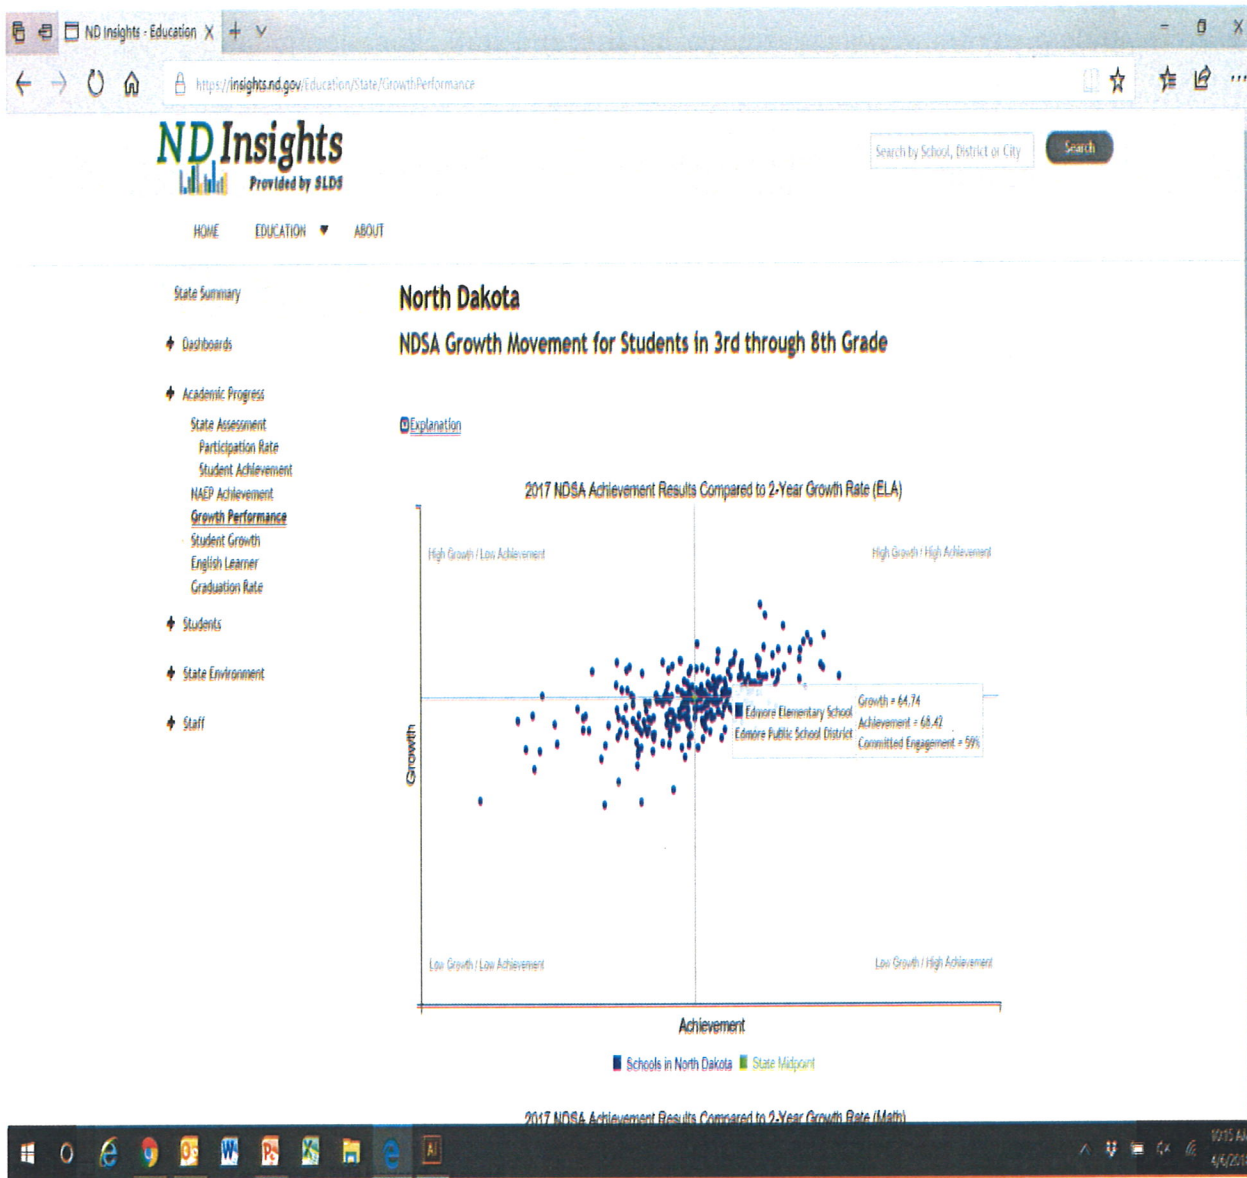 ND Insights - Education
https://insights.nd.gov/Education/State/GrowthPerformance
ND Insights
Provided by SLDS
Search by School, District or City
Search
HOME EDUCATION ABOUT
State Summary
Dashboards
Academic Progress
State Assessment
Participation Rate
Student Achievement
NAEP Achievement
Growth Performance
Student Growth
English Learner
Graduation Rate
Students
State Environment
Staff
North Dakota
NDSA Growth Movement for Students in 3rd through 8th Grade
Explanation
2017 NDSA Achievement Results Compared to 2-Year Growth Rate (ELA)
High Growth / Low Achievement
High Growth / High Achievement
Edmore Elementary School
Edmore Public School District
Growth = 64.74
Achievement = 68.42
Committed Engagement = 59%
Growth
Low Growth / Low Achievement
Low Growth / High Achievement
Achievement
Schools in North Dakota State Midpoint
2017 NDSA Achievement Results Compared to 2-Year Growth Rate (Math)
10:15 AM